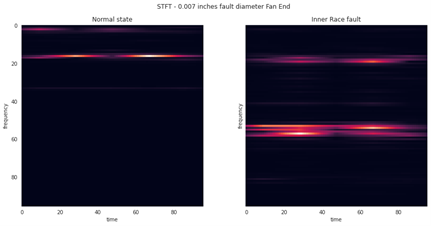 STFT - 0.007 inches fault diameter Fan End
Normal state
Inner Race fault
0
20
40
60
80
frequency
0 20 40 60 80
time
0
20
40
60
80
frequency
0 20 40 60 80
time